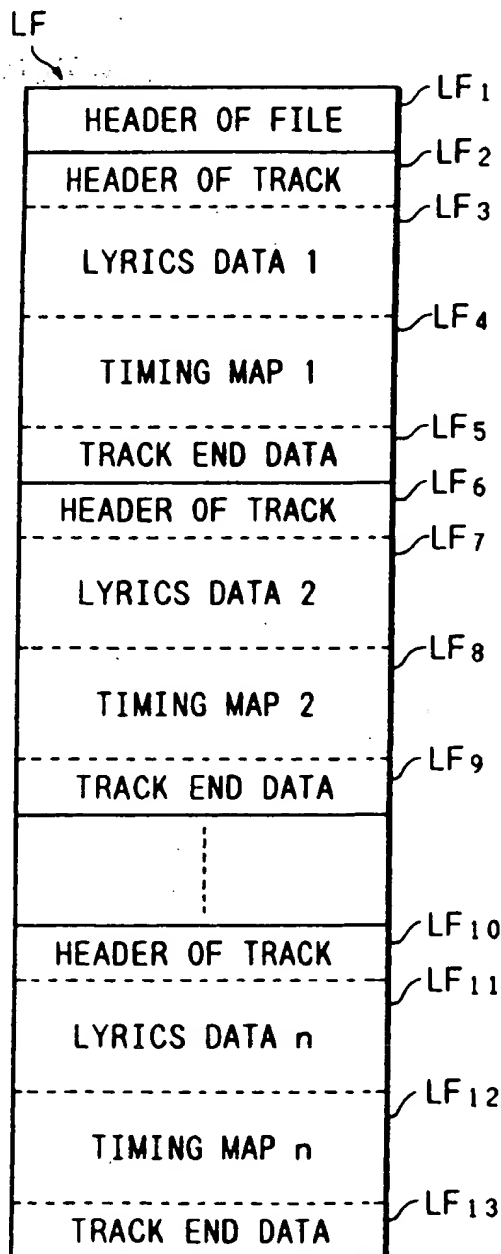 LF
LF1
HEADER OF FILE
LF2
HEADER OF TRACK
LF3
LYRICS DATA 1
LF4
TIMING MAP 1
LF5
TRACK END DATA
LF6
HEADER OF TRACK
LF7
LYRICS DATA 2
LF8
TIMING MAP 2
LF9
TRACK END DATA
LF10
HEADER OF TRACK
LF11
LYRICS DATA n
LF12
TIMING MAP n
LF13
TRACK END DATA